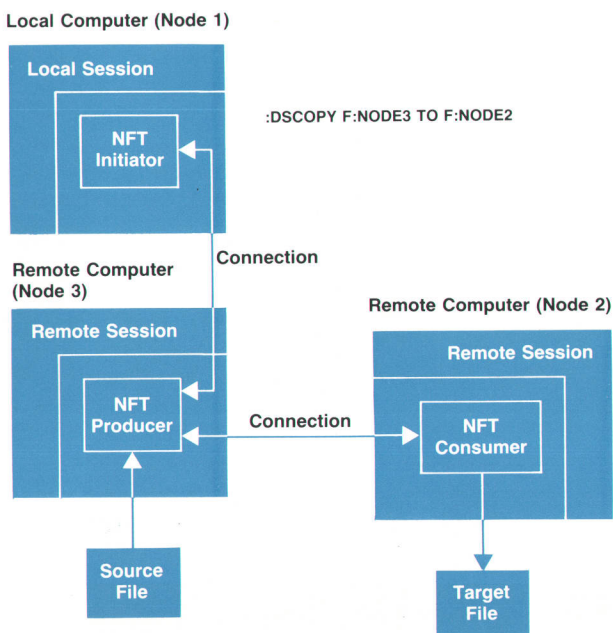 Local Computer (Node 1)
Local Session
NFT
Initiator
:DSCOPY F:NODE3 TO F:NODE2
Connection
Remote Computer
(Node 3)
Remote Session
NFT
Producer
Connection
Remote Computer (Node 2)
Remote Session
NFT
Consumer
Source
File
Target
File